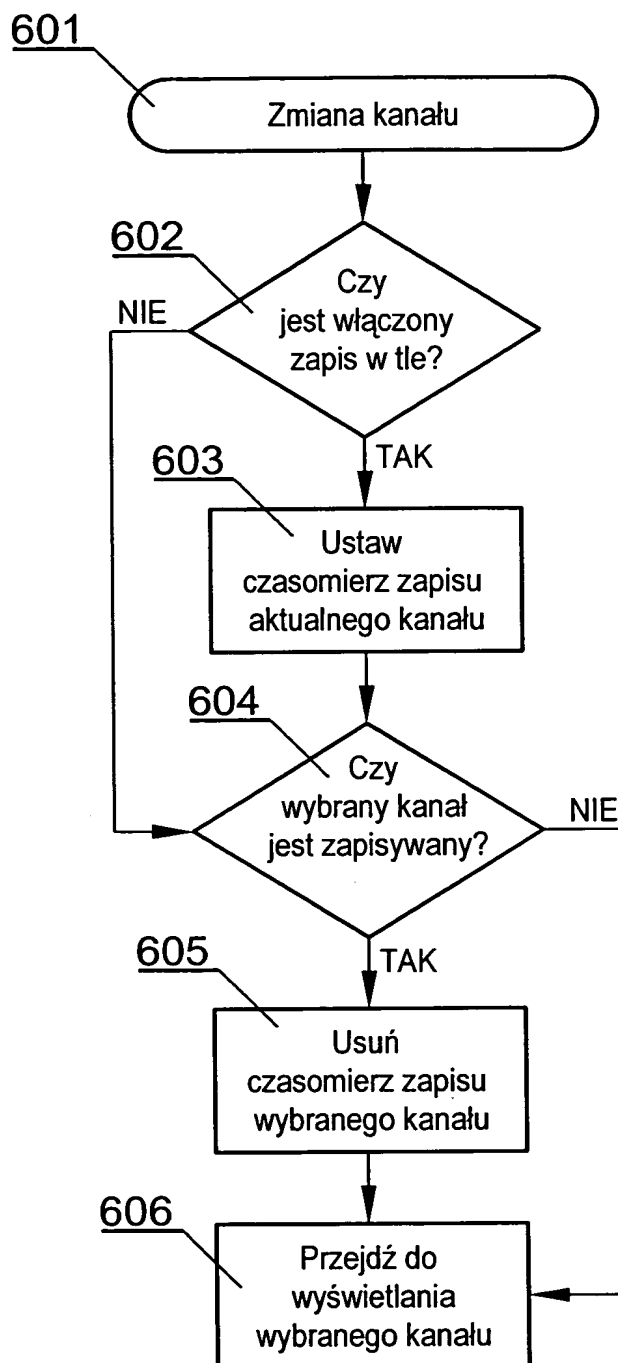 601
Zmiana kanału
602
Czy
jest włączony
zapis w tle?
NIE
TAK
603
Ustaw
czasomierz zapisu
aktualnego kanału
604
Czy
wybrany kanał
jest zapisywany?
NIE
TAK
605
Usuń
czasomierz zapisu
wybranego kanału
606
Przejdź do
wyświetlania
wybranego kanału